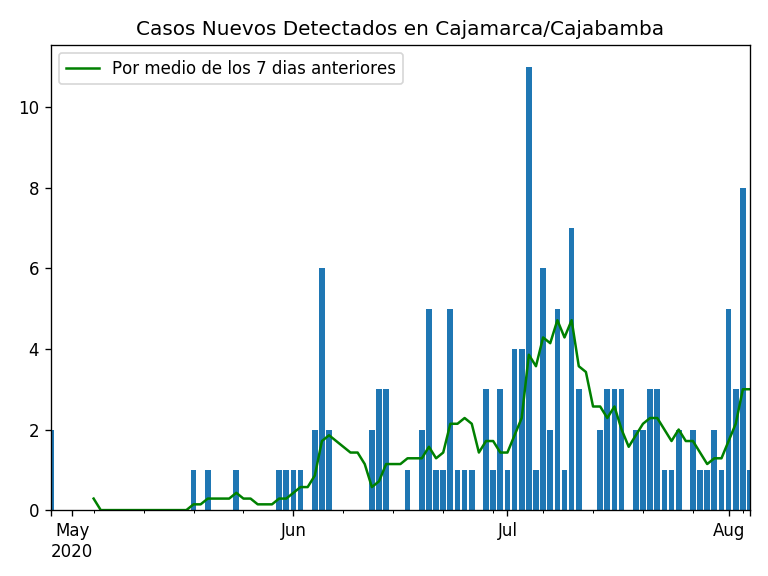 Casos Nuevos Detectados en Cajamarca/Cajabamba
Por medio de los 7 dias anteriores
10
8
6
4
2
0
May
2020
Jun
Jul
Aug